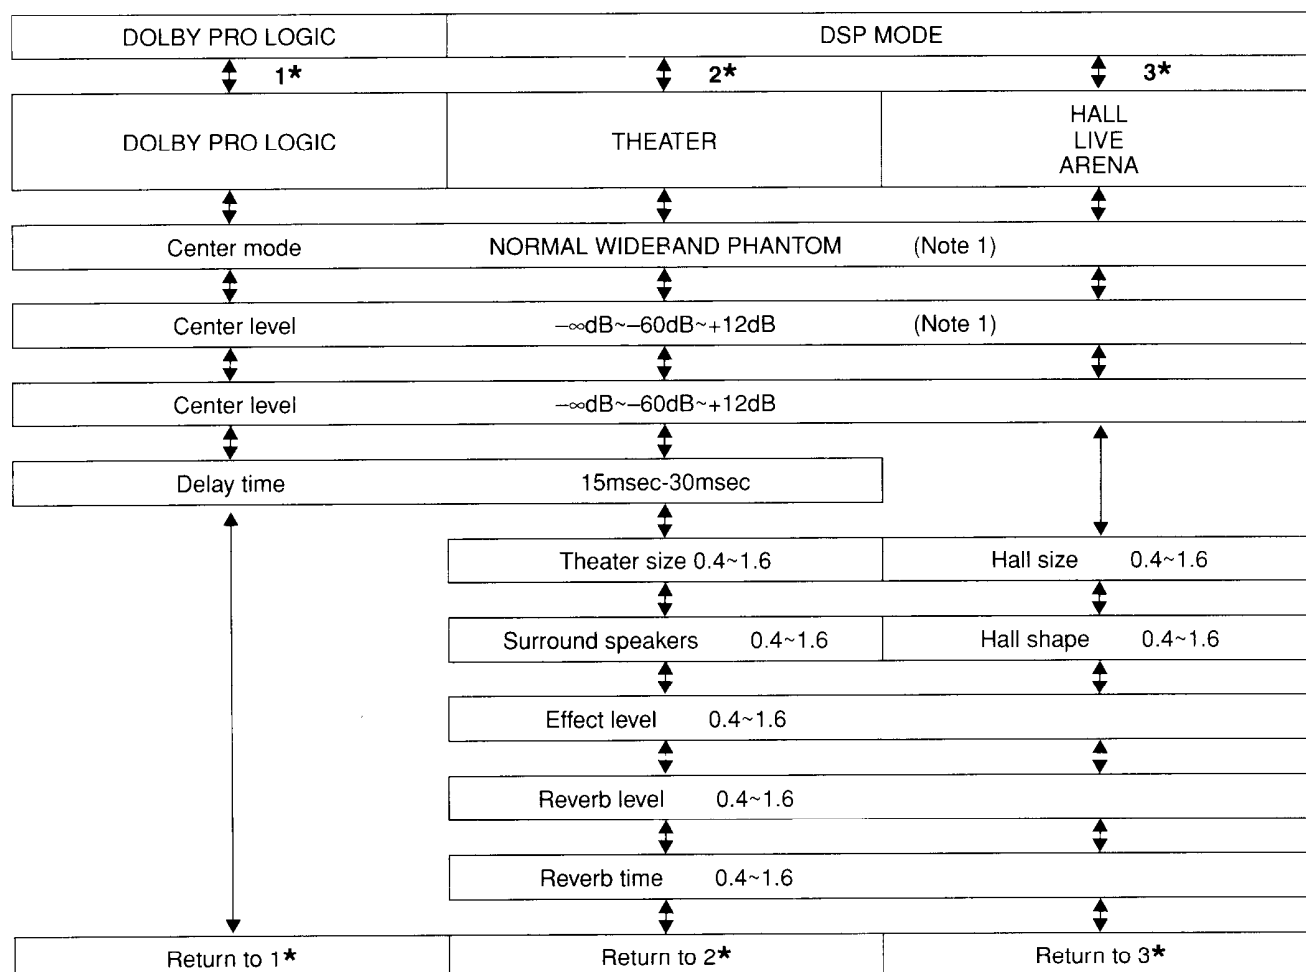 DOLBY PRO LOGIC DSP MODE
1* 2* 3*
DOLBY PRO LOGIC THEATER HALL
LIVE
ARENA
Center mode NORMAL WIDEBAND PHANTOM (Note 1)
Center level –∞dB~–60dB~+12dB (Note 1)
Center level –∞dB~–60dB~+12dB
Delay time 15msec-30msec
Theater size 0.4~1.6 Hall size 0.4~1.6
Surround speakers 0.4~1.6 Hall shape 0.4~1.6
Effect level 0.4~1.6
Reverb level 0.4~1.6
Reverb time 0.4~1.6
Return to 1* Return to 2* Return to 3*